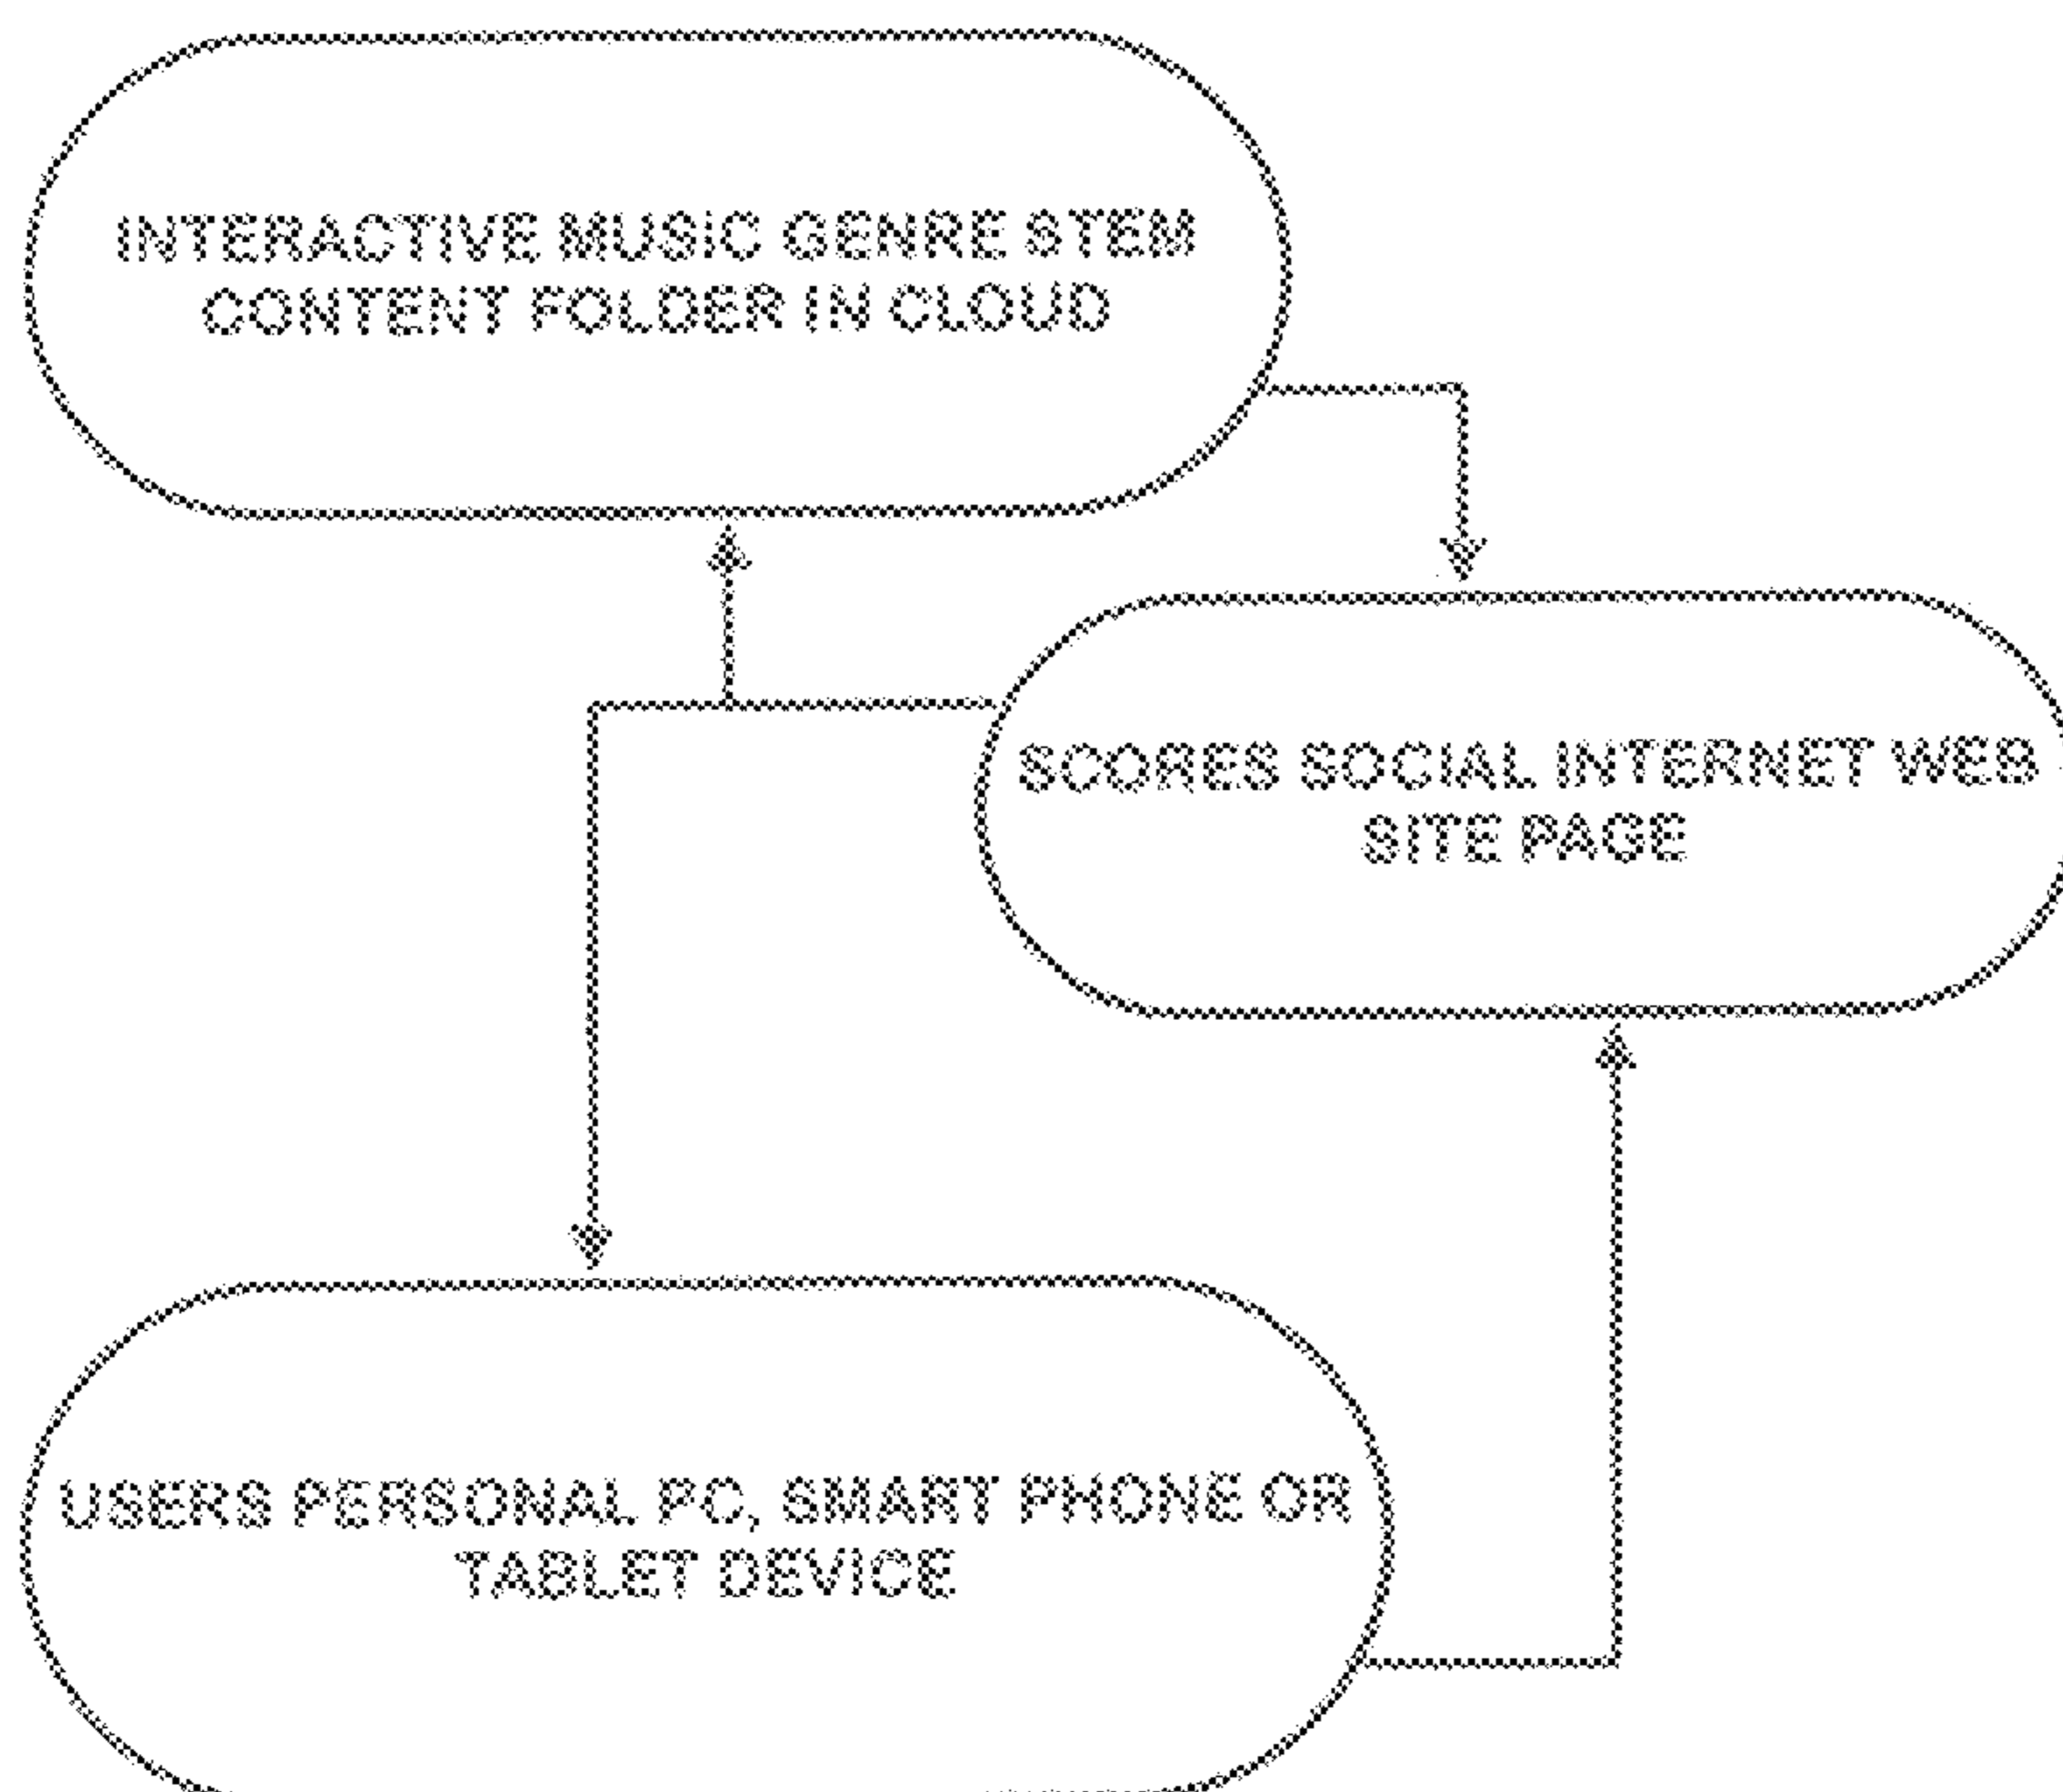 INTERACTIVE MUSIC GENRE STEM
CONTENT FOLDER IN CLOUD
SCORES SOCIAL INTERNET WEB
SITE PAGE
USERS PERSONAL PC, SMART PHONE OR
TABLET DEVICE